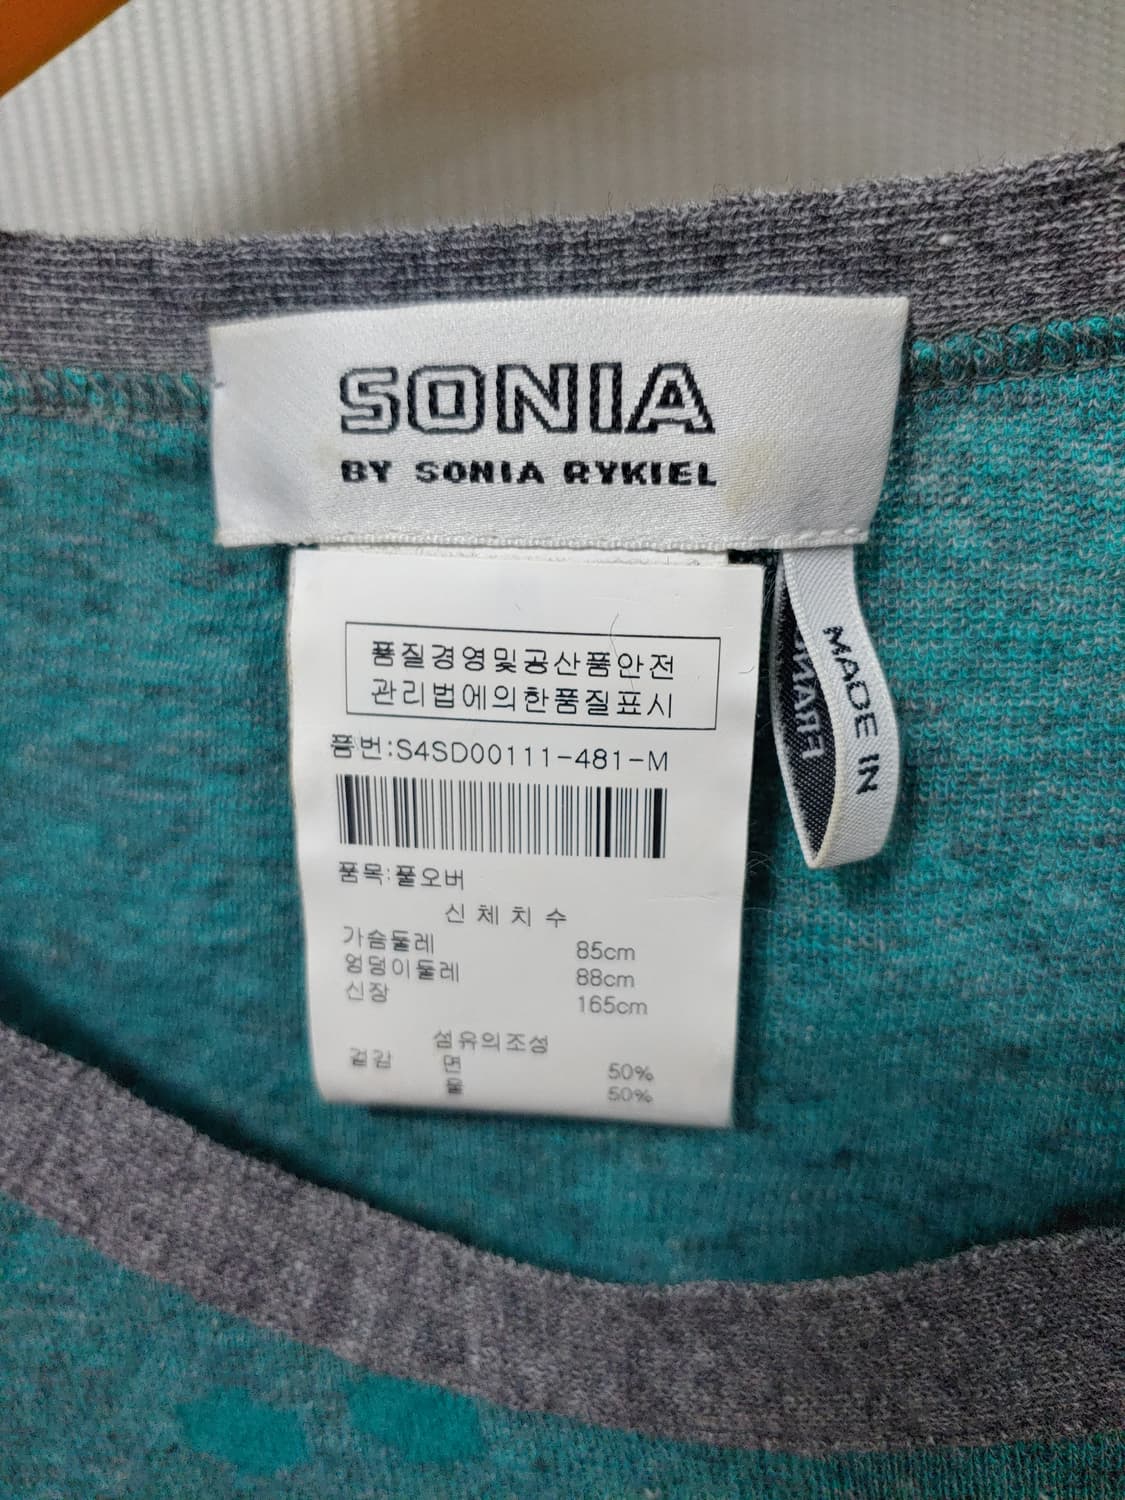 SONIA
BY SONIA RYKIEL
품질경영및공산품안전
관리법에의한품질표시
품번:S4SD00111-481-M
품목:풀오버
신체치수
가슴둘레 85cm
엉덩이둘레 88cm
신장 165cm
섬유의조성
겉감 면 50%
울 50%
MADE IN
FRANCE